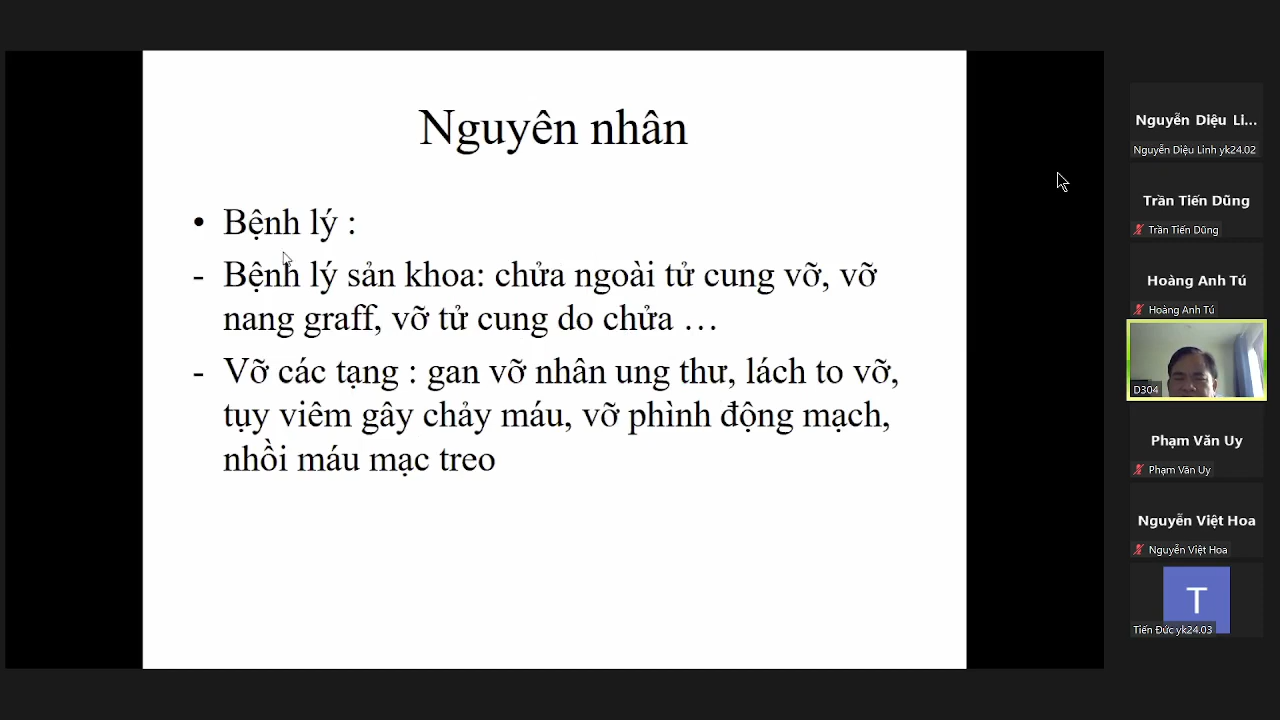 Nguyên nhân
• Bệnh lý :
- Bệnh lý sản khoa: chửa ngoài tử cung vỡ, vỡ
nang graff, vỡ tử cung do chửa …
- Vỡ các tạng : gan vỡ nhân ung thư, lách to vỡ,
tụy viêm gây chảy máu, vỡ phình động mạch,
nhồi máu mạc treo
Nguyễn Diệu Li...
Nguyễn Diệu Linh yk24.02
Trần Tiến Dũng
Trần Tiến Dũng
Hoàng Anh Tú
Hoàng Anh Tú
D304
Phạm Văn Uy
Phạm Văn Uy
Nguyễn Việt Hoa
Nguyễn Việt Hoa
T
Tiến Đức yk24.03